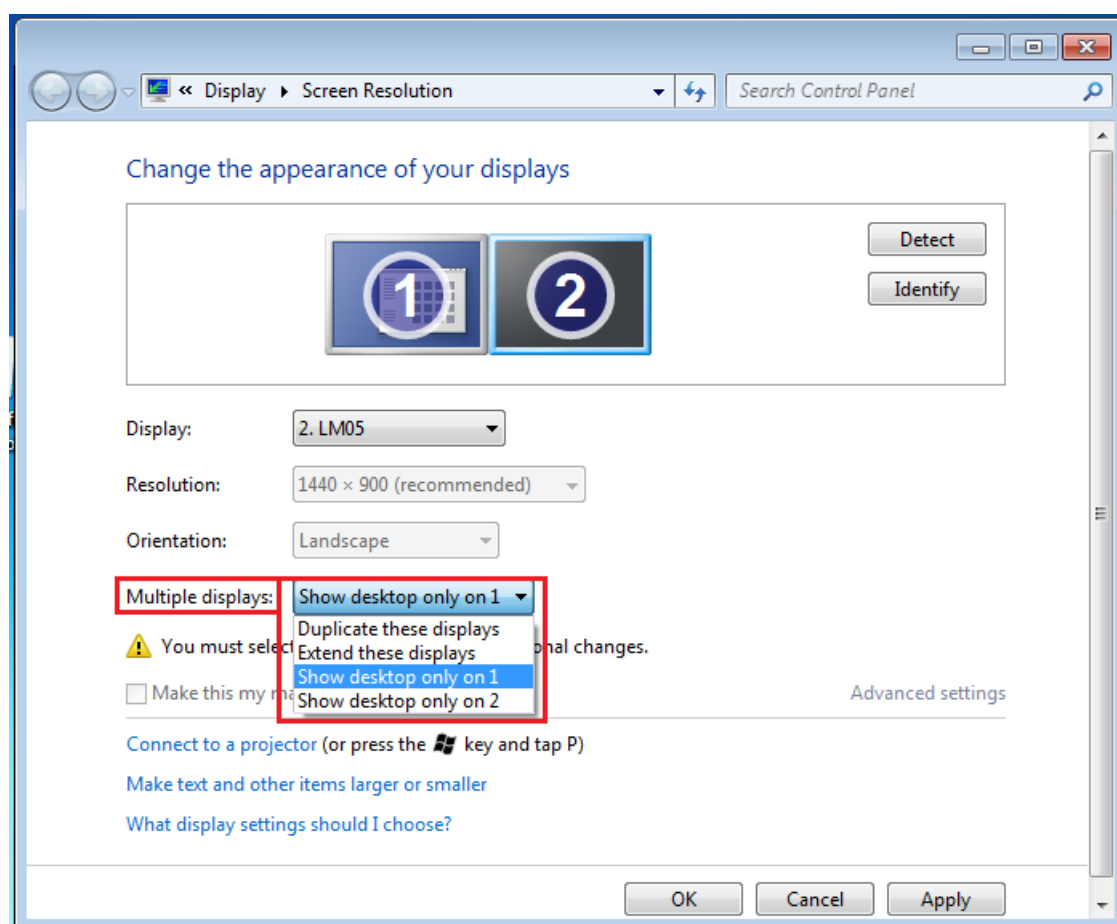 « Display ▸ Screen Resolution
Search Control Panel
Change the appearance of your displays
1
2
Detect
Identify
Display: 2. LM05
Resolution: 1440 × 900 (recommended)
Orientation: Landscape
Multiple displays: Show desktop only on 1
Duplicate these displays
You must selec onal changes.
Extend these displays
Show desktop only on 1
Make this my ma Advanced settings
Show desktop only on 2
Connect to a projector (or press the key and tap P)
Make text and other items larger or smaller
What display settings should I choose?
OK Cancel Apply